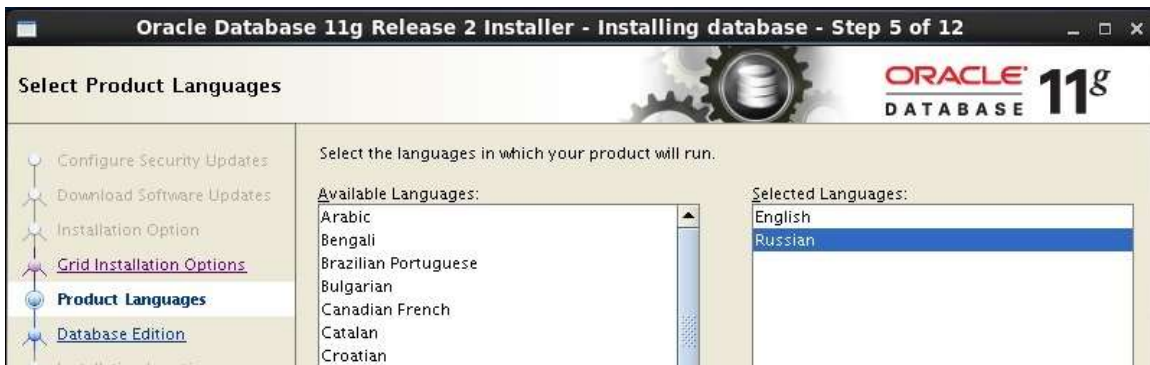 Oracle Database 11g Release 2 Installer - Installing database - Step 5 of 12
Select Product Languages
ORACLE
DATABASE
11g
Configure Security Updates
Download Software Updates
Installation Option
Grid Installation Options
Product Languages
Database Edition
Select the languages in which your product will run.
Available Languages:
Arabic
Bengali
Brazilian Portuguese
Bulgarian
Canadian French
Catalan
Croatian
Selected Languages:
English
Russian